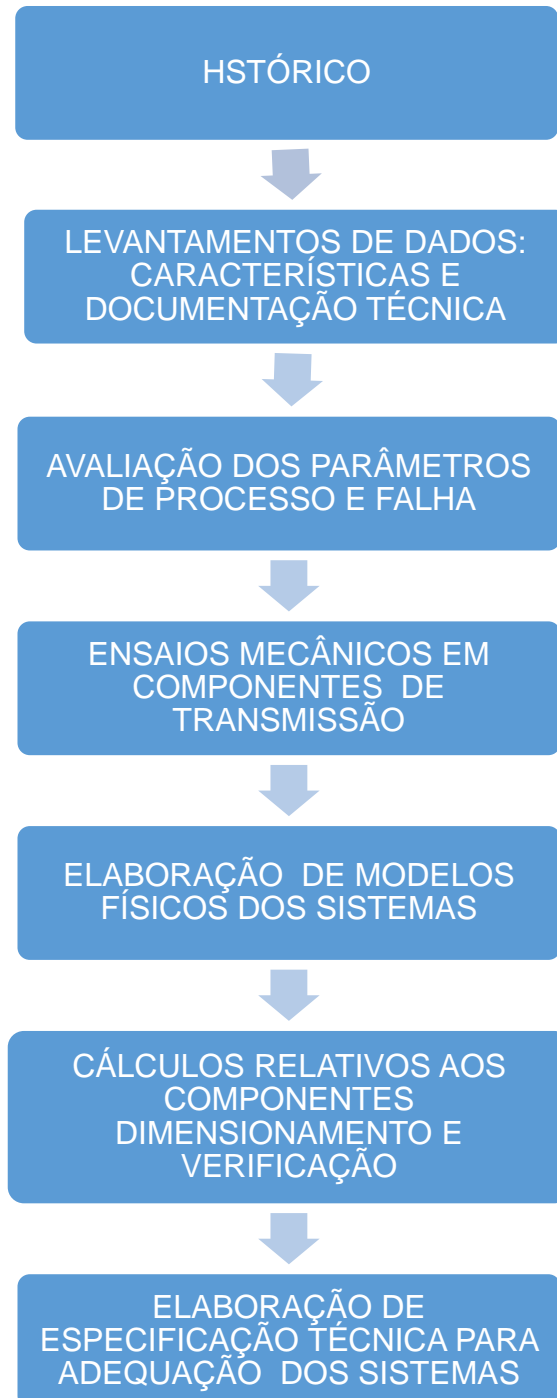 HSTÓRICO
LEVANTAMENTOS DE DADOS:
CARACTERÍSTICAS E
DOCUMENTAÇÃO TÉCNICA
AVALIAÇÃO DOS PARÂMETROS
DE PROCESSO E FALHA
ENSAIOS MECÂNICOS EM
COMPONENTES  DE
TRANSMISSÃO
ELABORAÇÃO  DE MODELOS
FÍSICOS DOS SISTEMAS
CÁLCULOS RELATIVOS AOS
COMPONENTES
DIMENSIONAMENTO E
VERIFICAÇÃO
ELABORAÇÃO DE
ESPECIFICAÇÃO TÉCNICA PARA
ADEQUAÇÃO  DOS SISTEMAS